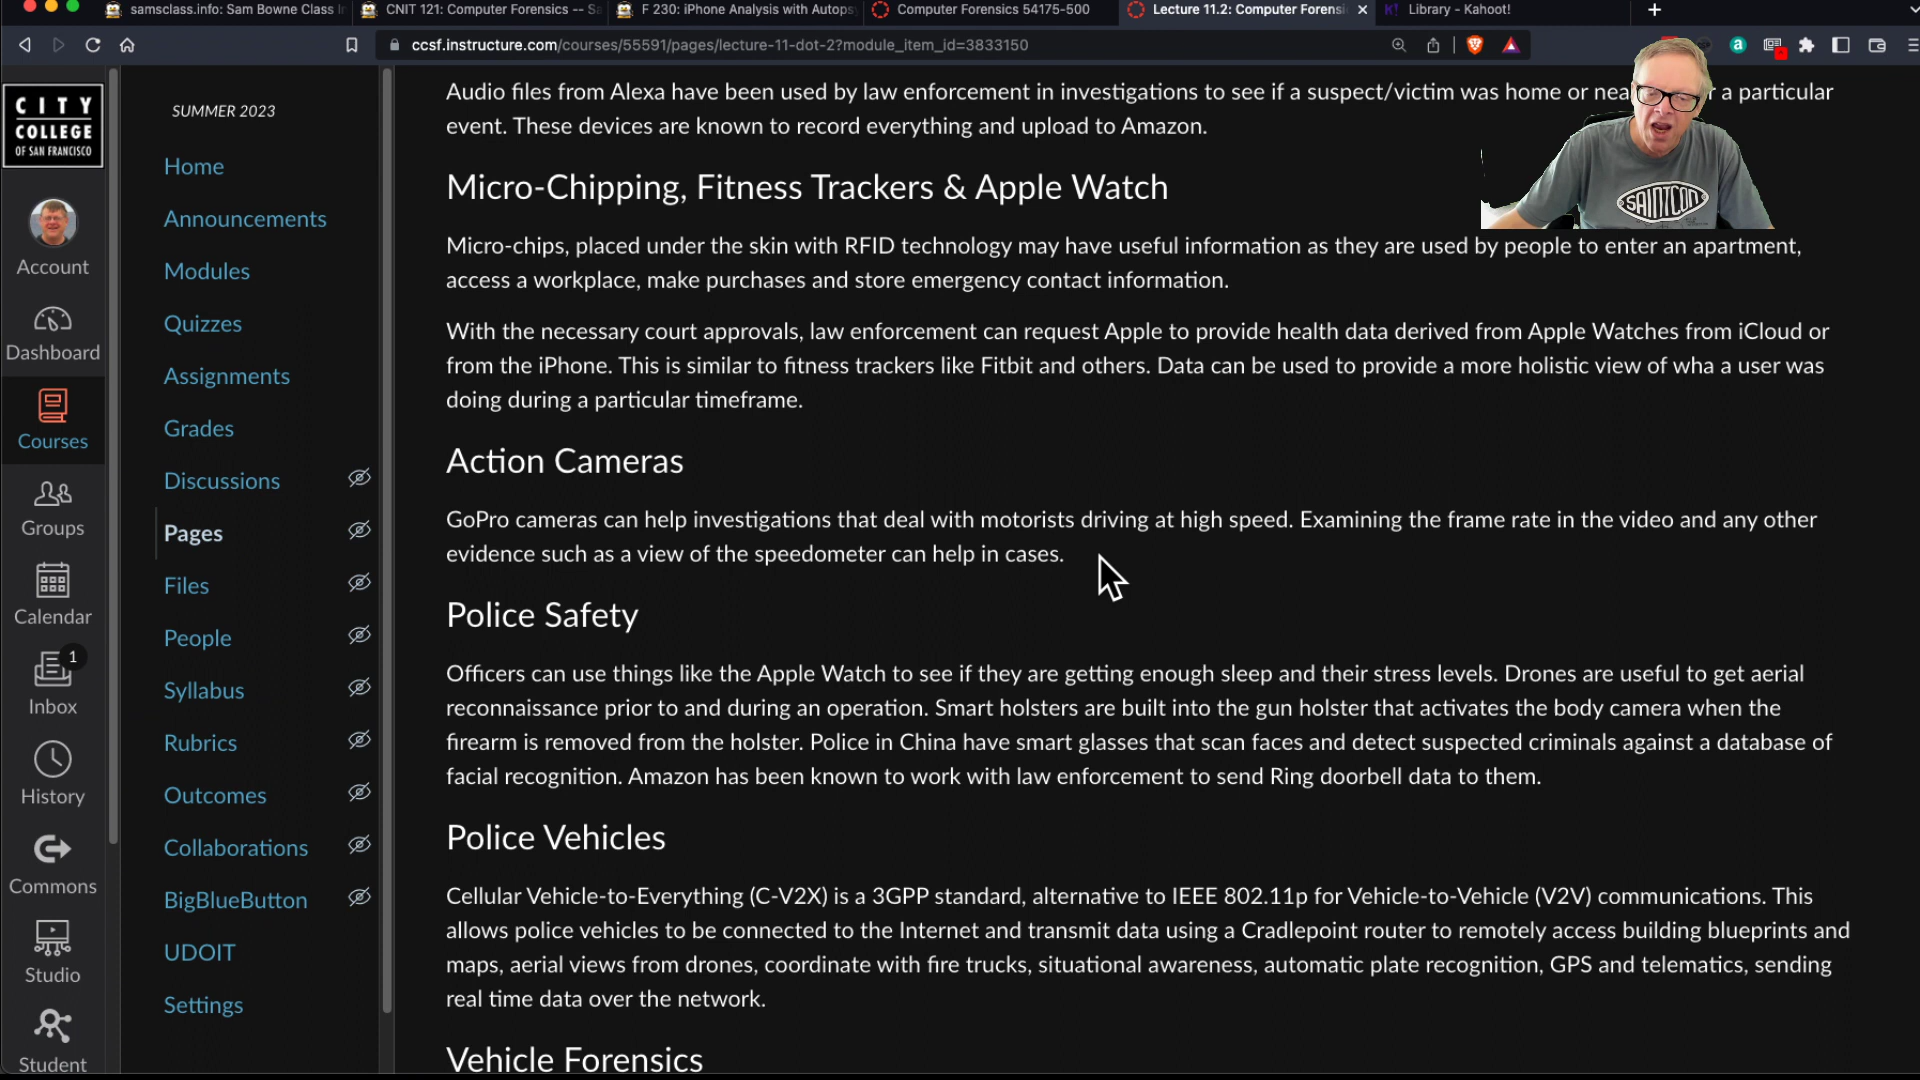 samsclass.info: Sam Bowne Class In
CNIT 121: Computer Forensics -- Sa
F 230: iPhone Analysis with Autops
Computer Forensics 54175-500
Lecture 11.2: Computer Forensi
Library - Kahoot!
ccsf.instructure.com/courses/55591/pages/lecture-11-dot-2?module_item_id=3833150
CITY
COLLEGE
OF SAN FRANCISCO
Account
Dashboard
Courses
Groups
Calendar
1
Inbox
History
Commons
Studio
Student
SUMMER 2023
Home
Announcements
Modules
Quizzes
Assignments
Grades
Discussions
Pages
Files
People
Syllabus
Rubrics
Outcomes
Collaborations
BigBlueButton
UDOIT
Settings
Audio files from Alexa have been used by law enforcement in investigations to see if a suspect/victim was home or a particular
event. These devices are known to record everything and upload to Amazon.
Micro-Chipping, Fitness Trackers & Apple Watch
Micro-chips, placed under the skin with RFID technology may have useful information as they are used by people to enter an apartment,
access a workplace, make purchases and store emergency contact information.
With the necessary court approvals, law enforcement can request Apple to provide health data derived from Apple Watches from iCloud or
from the iPhone. This is similar to fitness trackers like Fitbit and others. Data can be used to provide a more holistic view of wha a user was
doing during a particular timeframe.
Action Cameras
GoPro cameras can help investigations that deal with motorists driving at high speed. Examining the frame rate in the video and any other
evidence such as a view of the speedometer can help in cases.
Police Safety
Officers can use things like the Apple Watch to see if they are getting enough sleep and their stress levels. Drones are useful to get aerial
reconnaissance prior to and during an operation. Smart holsters are built into the gun holster that activates the body camera when the
firearm is removed from the holster. Police in China have smart glasses that scan faces and detect suspected criminals against a database of
facial recognition. Amazon has been known to work with law enforcement to send Ring doorbell data to them.
Police Vehicles
Cellular Vehicle-to-Everything (C-V2X) is a 3GPP standard, alternative to IEEE 802.11p for Vehicle-to-Vehicle (V2V) communications. This
allows police vehicles to be connected to the Internet and transmit data using a Cradlepoint router to remotely access building blueprints and
maps, aerial views from drones, coordinate with fire trucks, situational awareness, automatic plate recognition, GPS and telematics, sending
real time data over the network.
Vehicle Forensics
SAINTCON